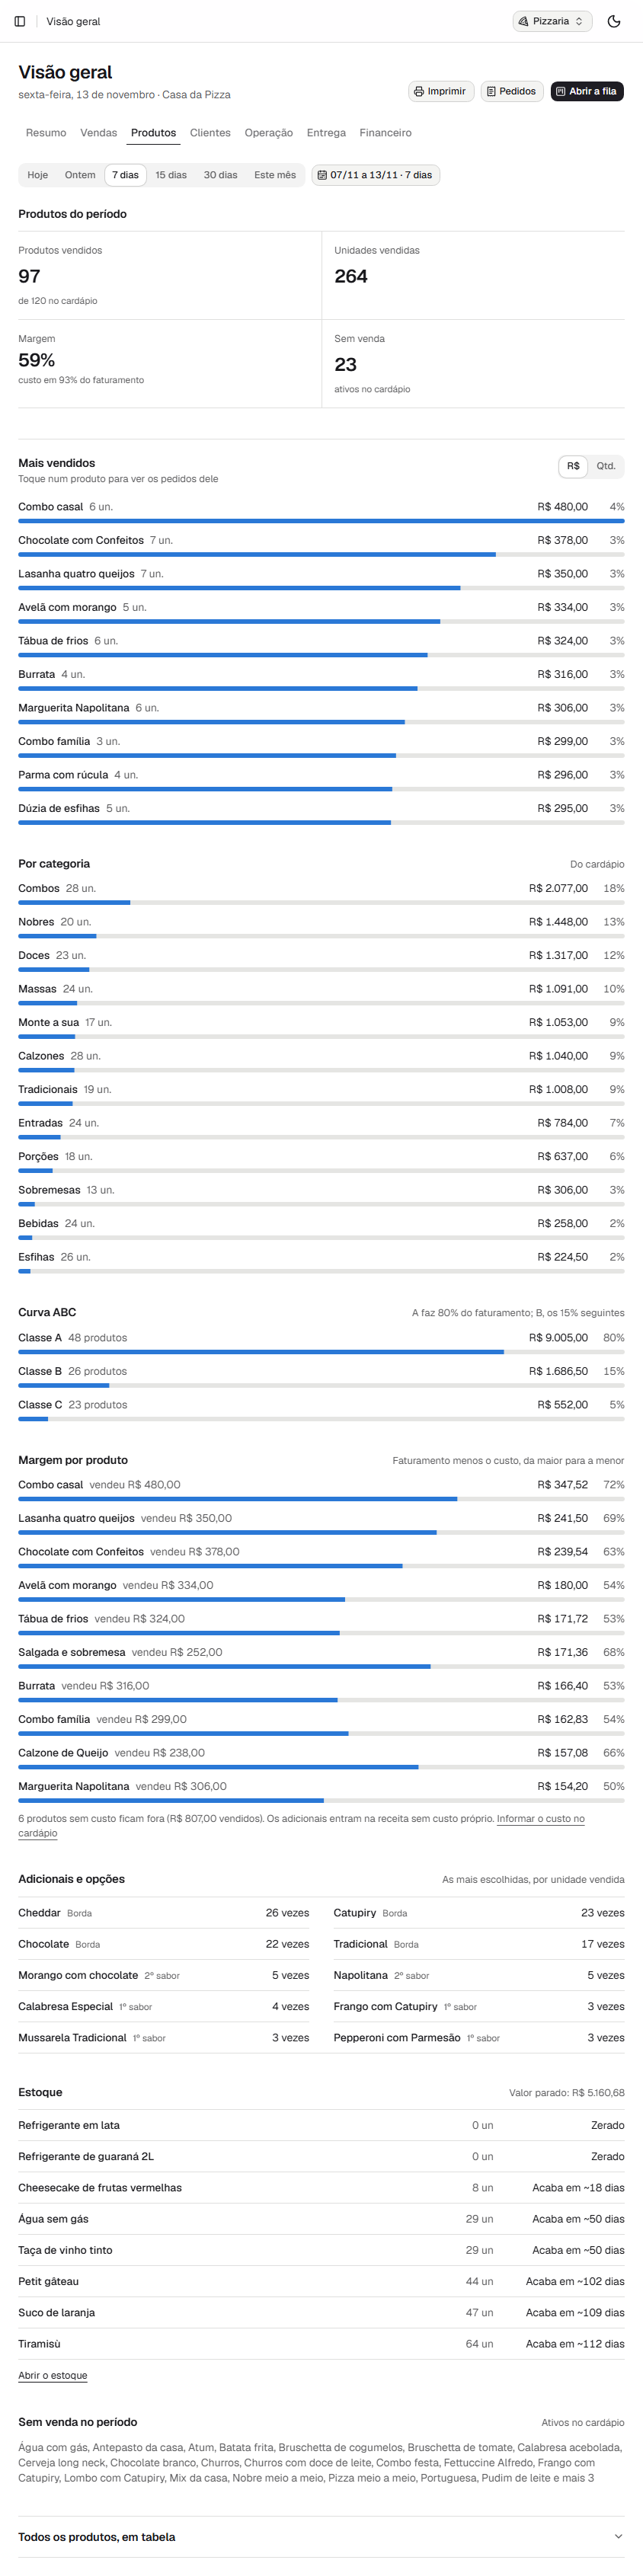 Visão geral
Pizzaria
Visão geral
sexta-feira, 13 de novembro · Casa da Pizza
Imprimir
Pedidos
Abrir a fila
Resumo Vendas Produtos Clientes Operação Entrega Financeiro
Hoje Ontem 7 dias 15 dias 30 dias Este mês
07/11 a 13/11 · 7 dias
Produtos do período
Produtos vendidos
97
de 120 no cardápio
Unidades vendidas
264
Margem
59%
custo em 93% do faturamento
Sem venda
23
ativos no cardápio
Mais vendidos
Toque num produto para ver os pedidos dele
R$ Qtd.
Combo casal 6 un. R$ 480,00 4%
Chocolate com Confeitos 7 un. R$ 378,00 3%
Lasanha quatro queijos 7 un. R$ 350,00 3%
Avelã com morango 5 un. R$ 334,00 3%
Tábua de frios 6 un. R$ 324,00 3%
Burrata 4 un. R$ 316,00 3%
Marguerita Napolitana 6 un. R$ 306,00 3%
Combo família 3 un. R$ 299,00 3%
Parma com rúcula 4 un. R$ 296,00 3%
Dúzia de esfihas 5 un. R$ 295,00 3%
Por categoria Do cardápio
Combos 28 un. R$ 2.077,00 18%
Nobres 20 un. R$ 1.448,00 13%
Doces 23 un. R$ 1.317,00 12%
Massas 24 un. R$ 1.091,00 10%
Monte a sua 17 un. R$ 1.053,00 9%
Calzones 28 un. R$ 1.040,00 9%
Tradicionais 19 un. R$ 1.008,00 9%
Entradas 24 un. R$ 784,00 7%
Porções 18 un. R$ 637,00 6%
Sobremesas 13 un. R$ 306,00 3%
Bebidas 24 un. R$ 258,00 2%
Esfihas 26 un. R$ 224,50 2%
Curva ABC A faz 80% do faturamento; B, os 15% seguintes
Classe A 48 produtos R$ 9.005,00 80%
Classe B 26 produtos R$ 1.686,50 15%
Classe C 23 produtos R$ 552,00 5%
Margem por produto Faturamento menos o custo, da maior para a menor
Combo casal vendeu R$ 480,00 R$ 347,52 72%
Lasanha quatro queijos vendeu R$ 350,00 R$ 241,50 69%
Chocolate com Confeitos vendeu R$ 378,00 R$ 239,54 63%
Avelã com morango vendeu R$ 334,00 R$ 180,00 54%
Tábua de frios vendeu R$ 324,00 R$ 171,72 53%
Salgada e sobremesa vendeu R$ 252,00 R$ 171,36 68%
Burrata vendeu R$ 316,00 R$ 166,40 53%
Combo família vendeu R$ 299,00 R$ 162,83 54%
Calzone de Queijo vendeu R$ 238,00 R$ 157,08 66%
Marguerita Napolitana vendeu R$ 306,00 R$ 154,20 50%
6 produtos sem custo ficam fora (R$ 807,00 vendidos). Os adicionais entram na receita sem custo próprio. Informar o custo no
cardápio
Adicionais e opções As mais escolhidas, por unidade vendida
Cheddar Borda 26 vezes
Catupiry Borda 23 vezes
Chocolate Borda 22 vezes
Tradicional Borda 17 vezes
Morango com chocolate 2º sabor 5 vezes
Napolitana 2º sabor 5 vezes
Calabresa Especial 1º sabor 4 vezes
Frango com Catupiry 1º sabor 3 vezes
Mussarela Tradicional 1º sabor 3 vezes
Pepperoni com Parmesão 1º sabor 3 vezes
Estoque Valor parado: R$ 5.160,68
Refrigerante em lata 0 un Zerado
Refrigerante de guaraná 2L 0 un Zerado
Cheesecake de frutas vermelhas 8 un Acaba em ~18 dias
Água sem gás 29 un Acaba em ~50 dias
Taça de vinho tinto 29 un Acaba em ~50 dias
Petit gâteau 44 un Acaba em ~102 dias
Suco de laranja 47 un Acaba em ~109 dias
Tiramisù 64 un Acaba em ~112 dias
Abrir o estoque
Sem venda no período Ativos no cardápio
Água com gás, Antepasto da casa, Atum, Batata frita, Bruschetta de cogumelos, Bruschetta de tomate, Calabresa acebolada,
Cerveja long neck, Chocolate branco, Churros, Churros com doce de leite, Combo festa, Fettuccine Alfredo, Frango com
Catupiry, Lombo com Catupiry, Mix da casa, Nobre meio a meio, Pizza meio a meio, Portuguesa, Pudim de leite e mais 3
Todos os produtos, em tabela